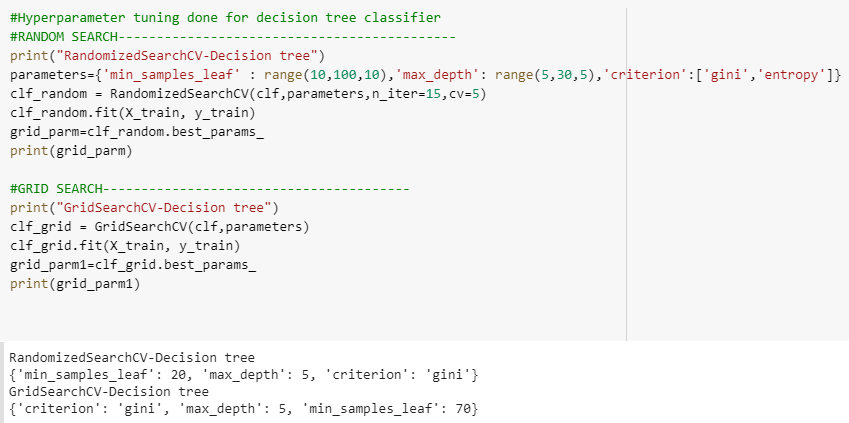 #Hyperparameter tuning done for decision tree classifier
#RANDOM SEARCH--------------------------------------------
print("RandomizedSearchCV-Decision tree")
parameters={'min_samples_leaf' : range(10,100,10),'max_depth': range(5,30,5),'criterion':['gini','entropy']}
clf_random = RandomizedSearchCV(clf,parameters,n_iter=15,cv=5)
clf_random.fit(X_train, y_train)
grid_parm=clf_random.best_params_
print(grid_parm)
#GRID SEARCH----------------------------------------
print("GridSearchCV-Decision tree")
clf_grid = GridSearchCV(clf,parameters)
clf_grid.fit(X_train, y_train)
grid_parm1=clf_grid.best_params_
print(grid_parm1)
RandomizedSearchCV-Decision tree
{'min_samples_leaf': 20, 'max_depth': 5, 'criterion': 'gini'}
GridSearchCV-Decision tree
{'criterion': 'gini', 'max_depth': 5, 'min_samples_leaf': 70}